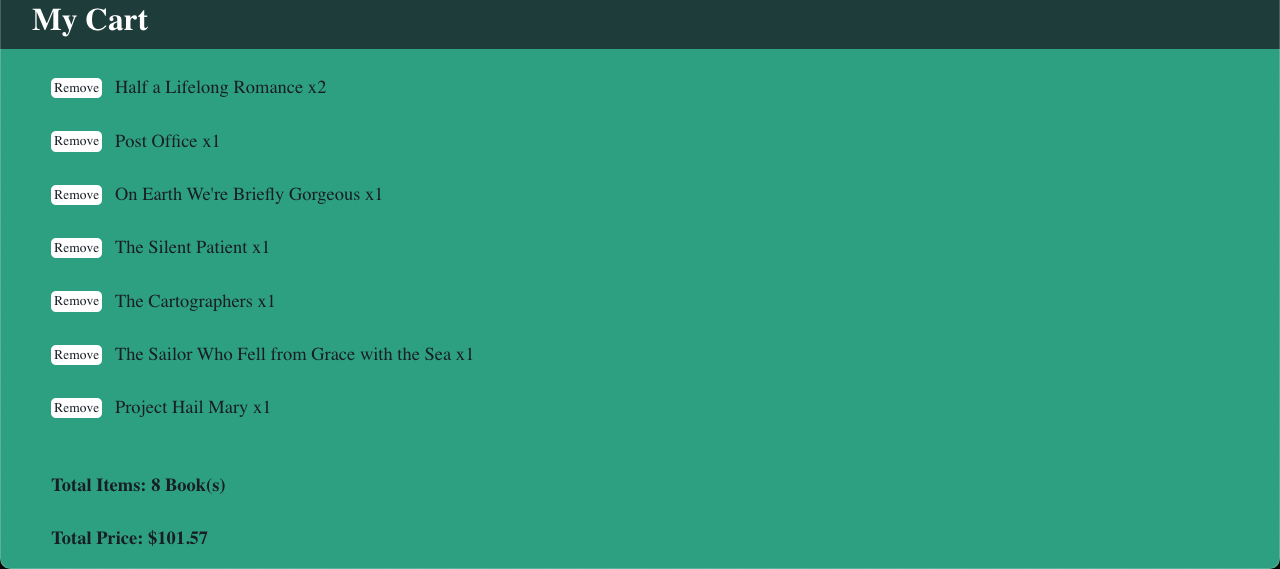 My Cart
Remove Half a Lifelong Romance x2
Remove Post Office x1
Remove On Earth We're Briefly Gorgeous x1
Remove The Silent Patient x1
Remove The Cartographers x1
Remove The Sailor Who Fell from Grace with the Sea x1
Remove Project Hail Mary x1
Total Items: 8 Book(s)
Total Price: $101.57